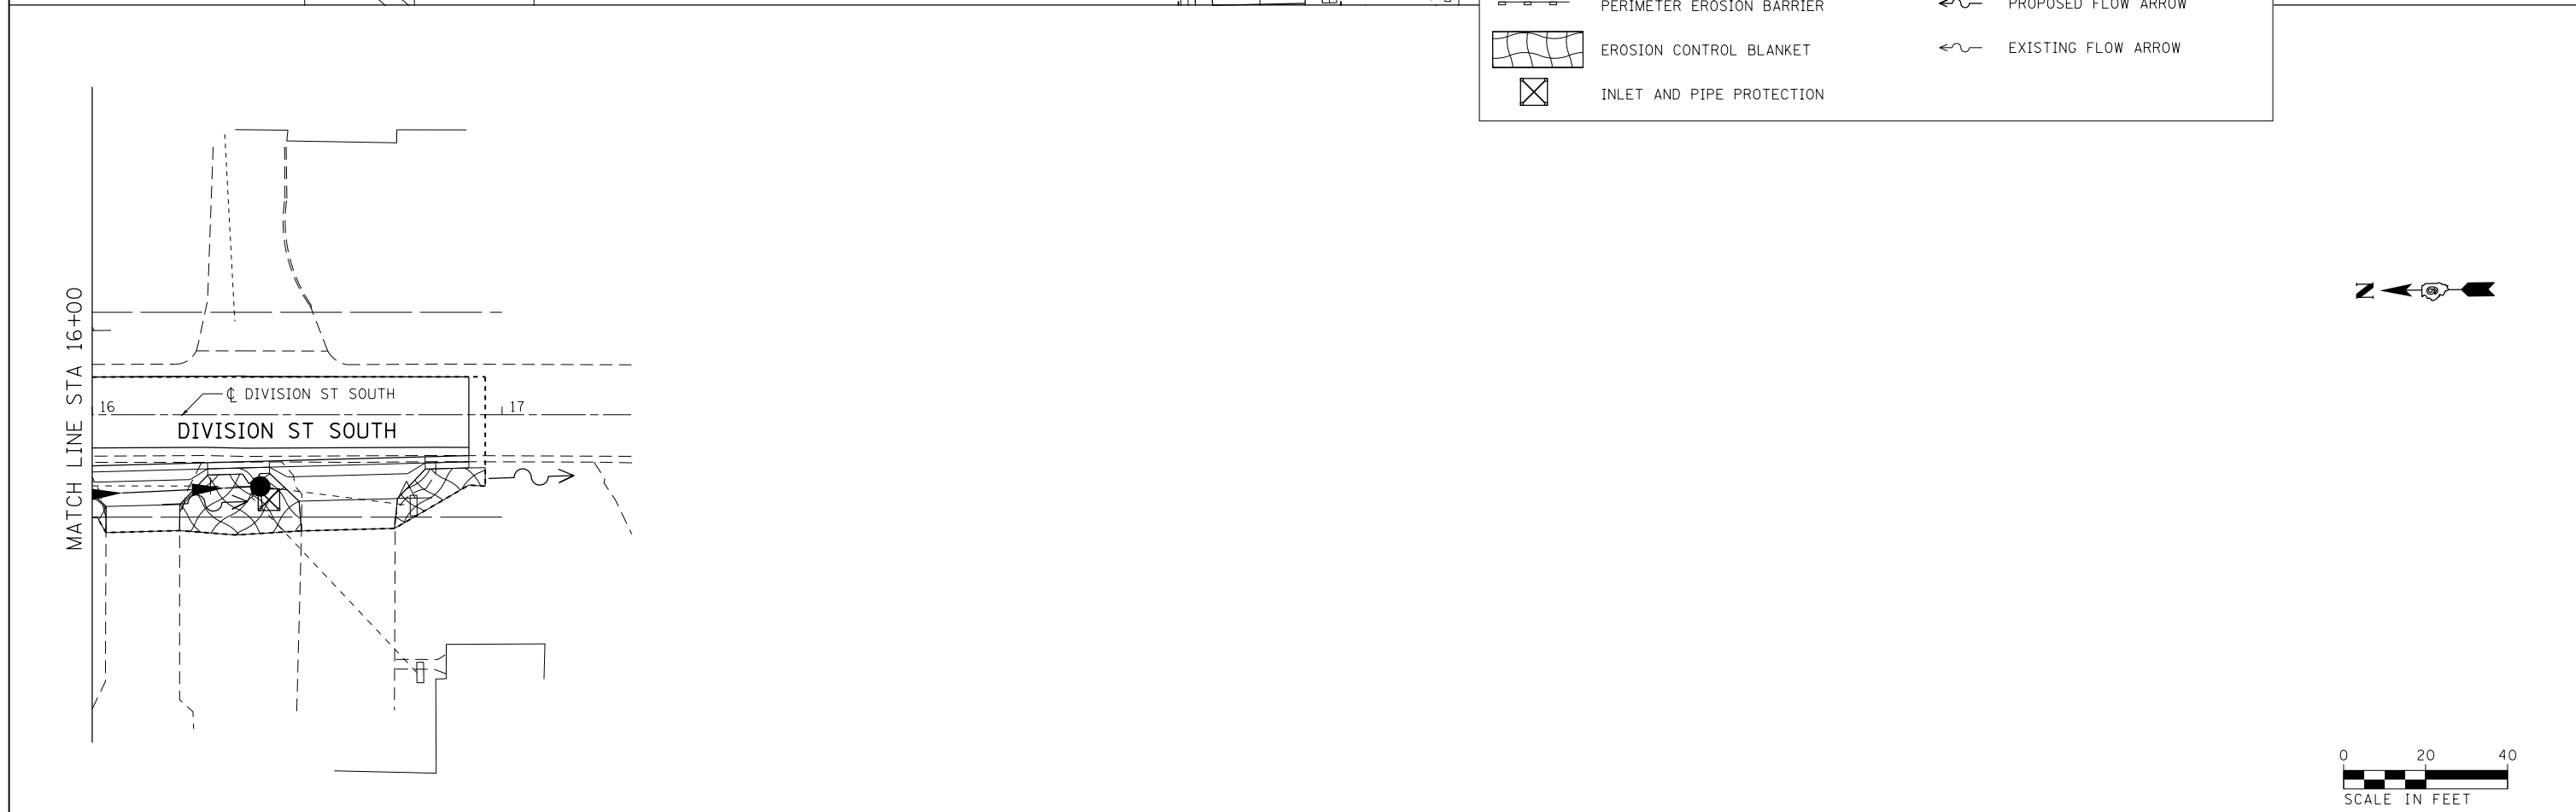 PERIMETER EROSION BARRIER
PROPOSED FLOW ARROW
EROSION CONTROL BLANKET
EXISTING FLOW ARROW
INLET AND PIPE PROTECTION
MATCH LINE STA 16+00
℄ DIVISION ST SOUTH
16
17
DIVISION ST SOUTH
N
0 20 40
SCALE IN FEET